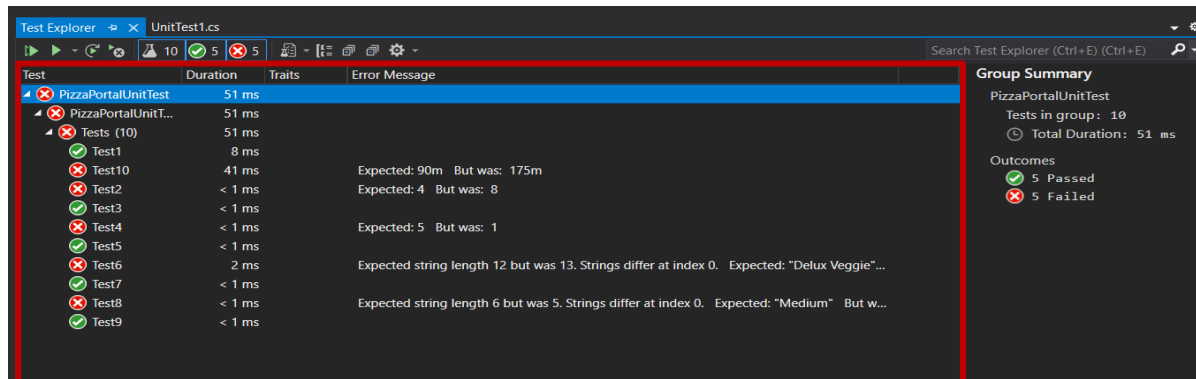 Test Explorer UnitTest1.cs
10 5 5 Search Test Explorer (Ctrl+E) (Ctrl+E)
Test Duration Traits Error Message
PizzaPortalUnitTest 51 ms
PizzaPortalUnitT... 51 ms
Tests (10) 51 ms
Test1 8 ms
Test10 41 ms Expected: 90m But was: 175m
Test2 < 1 ms Expected: 4 But was: 8
Test3 < 1 ms
Test4 < 1 ms Expected: 5 But was: 1
Test5 < 1 ms
Test6 2 ms Expected string length 12 but was 13. Strings differ at index 0. Expected: "Delux Veggie"...
Test7 < 1 ms
Test8 < 1 ms Expected string length 6 but was 5. Strings differ at index 0. Expected: "Medium" But w...
Test9 < 1 ms
Group Summary
PizzaPortalUnitTest
Tests in group: 10
Total Duration: 51 ms
Outcomes
5 Passed
5 Failed